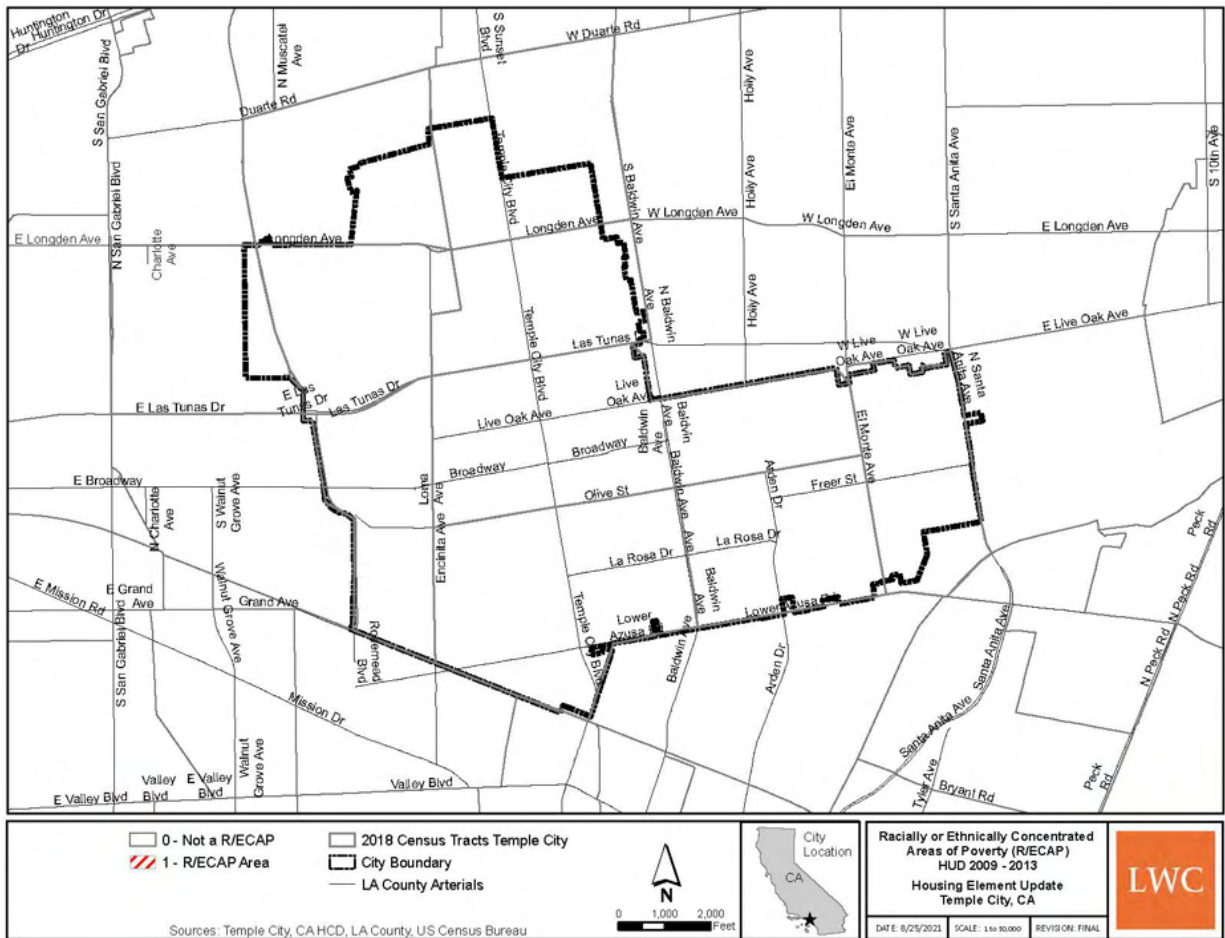 Huntington
Dr
Huntington Dr
S San Gabriel Blvd
N Muscatel
Ave
S Sunset
Blvd
W Duarte Rd
Duarte Rd
Holly Ave
El Monte Ave
S Santa Anita Ave
S 10th Ave
Temple City Blvd
S Baldwin Ave
Holly Ave
E Longden Ave
N San Gabriel Blvd
Charlotte
Ave
Longden Ave
Longden Ave
W Longden Ave
W Longden Ave
E Longden Ave
Temple City Blvd
N Baldwin
Ave
Holly Ave
Las Tunas
W Live
Oak Ave
W Live
Oak Ave
E Live Oak Ave
N Santa
Anita Ave
E Las
Tunas Dr
Las Tunas Dr
E Las Tunas Dr
Live
Oak Ave
Live Oak Ave
Baldwin
Ave
Baldwin
Ave
El Monte Ave
Broadway
Broadway
E Broadway
Loma
Ave
Olive St
Baldwin Ave
Arden Dr
Freer St
N Charlotte
Ave
S Walnut
Grove Ave
Encinita Ave
La Rosa Dr
La Rosa Dr
Peck
Rd
E Mission Rd
E Grand
Ave
Grand Ave
Walnut Grove Ave
Temple City
Blvd
Lower
Azusa
Baldwin
Ave
Lower Azusa
Rosemead
Blvd
S San Gabriel Blvd
Baldwin Ave
Arden Dr
Santa Anita Ave
Santa Anita Ave
N Peck Rd
N Peck Rd
Mission Dr
Walnut
Grove Ave
E Valley Blvd
Valley
Blvd
E Valley
Blvd
Valley Blvd
Tyler Ave
Bryant Rd
Peck
Rd
0 - Not a R/ECAP
1 - R/ECAP Area
2018 Census Tracts Temple City
City Boundary
LA County Arterials
Sources: Temple City, CA HCD, LA County, US Census Bureau
N
0 1,000 2,000
Feet
City
Location
CA
Racially or Ethnically Concentrated
Areas of Poverty (R/ECAP)
HUD 2009 - 2013
Housing Element Update
Temple City, CA
DATE: 8/25/2021
SCALE: 1 to 30,000
REVISION: FINAL
LWC